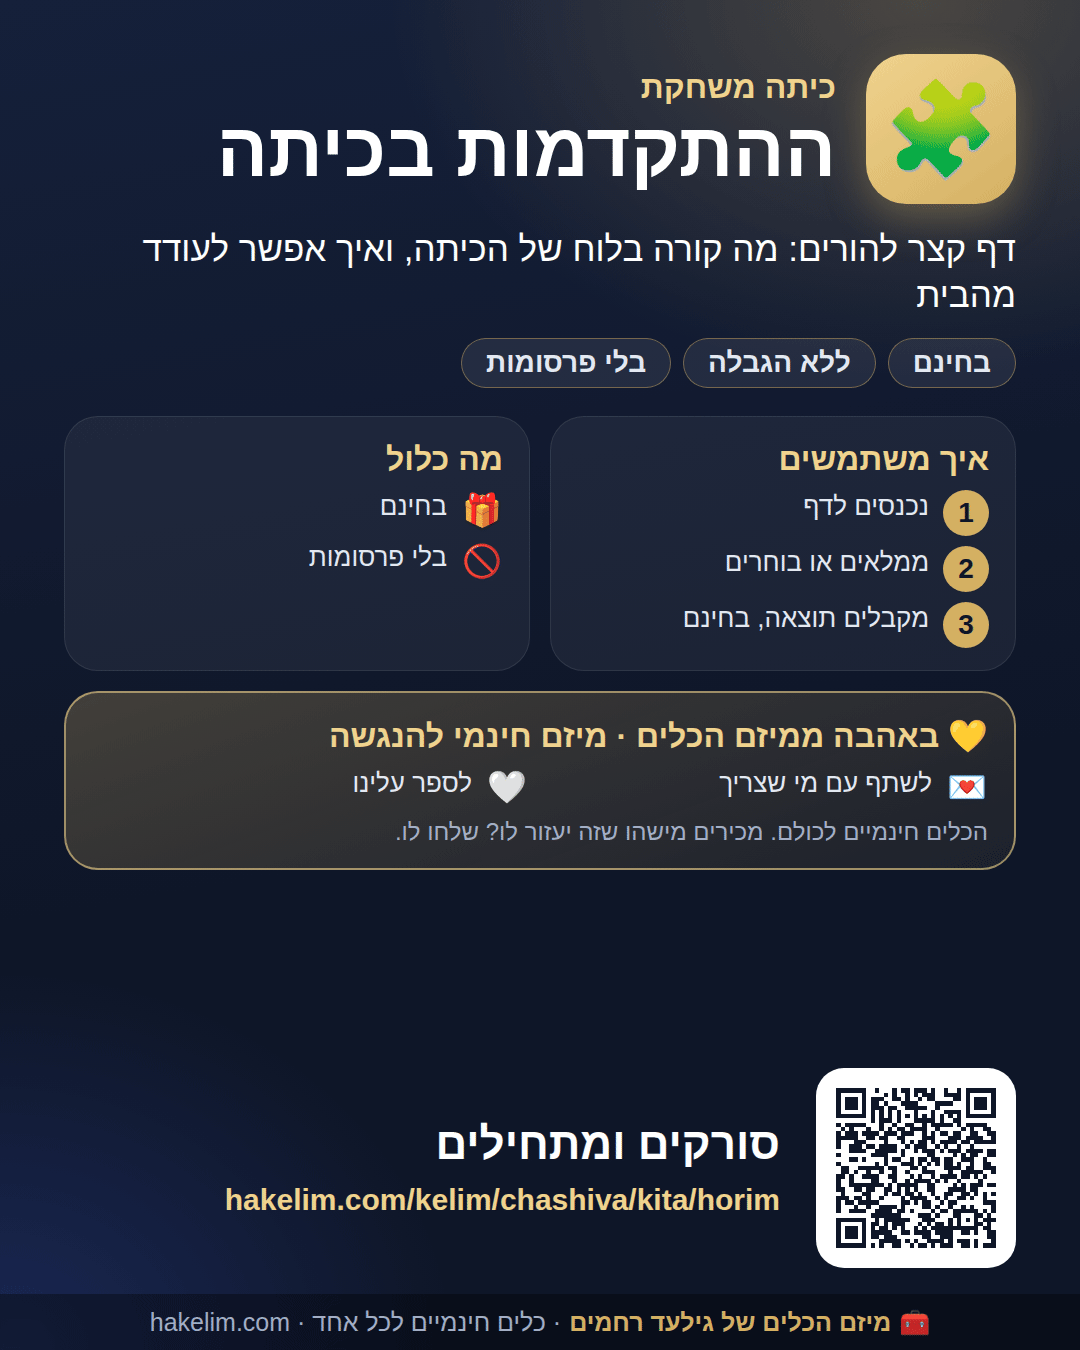 כיתה משחקת
ההתקדמות בכיתה
דף קצר להורים: מה קורה בלוח של הכיתה, ואיך אפשר לעודד
מהבית
בחינם
ללא הגבלה
בלי פרסומות
איך משתמשים
1 נכנסים לדף
2 ממלאים או בוחרים
3 מקבלים תוצאה, בחינם
מה כלול
בחינם
בלי פרסומות
באהבה ממיזם הכלים · מיזם חינמי להנגשה
לשתף עם מי שצריך
לספר עלינו
הכלים חינמיים לכולם. מכירים מישהו שזה יעזור לו? שלחו לו.
סורקים ומתחילים
hakelim.com/kelim/chashiva/kita/horim
מיזם הכלים של גילעד רחמים · כלים חינמיים לכל אחד · hakelim.com